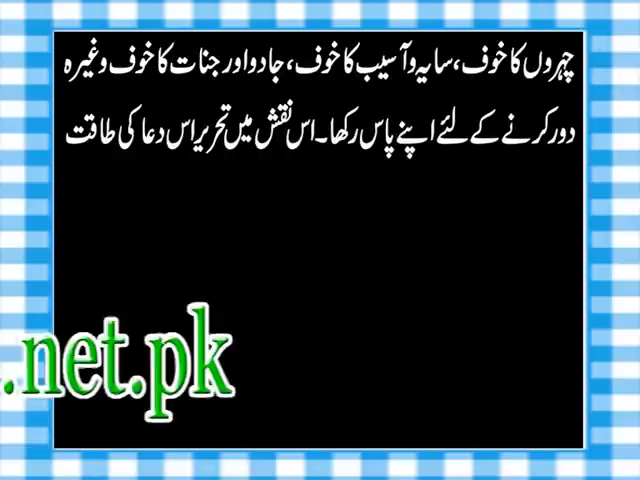 چہروں کا خوف، سایہ و آسیب کا خوف، جادو اور جنات کا خوف وغیرہ
دور کرنے کے لئے اپنے پاس رکھا۔ اس نقش میں تحریر اس دعا کی طاقت
.net.pk